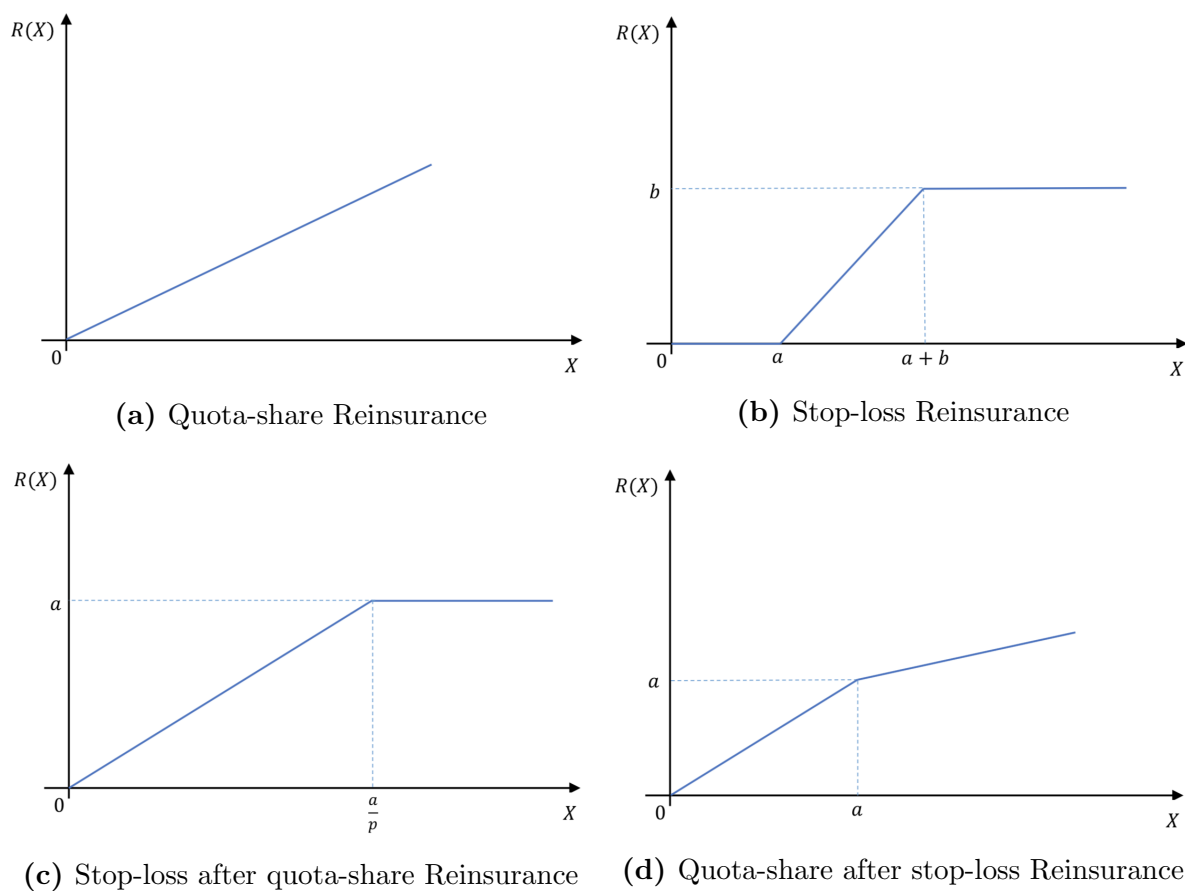 R(X)
0
X
(a) Quota-share Reinsurance
R(X)
b
0
a
a + b
X
(b) Stop-loss Reinsurance
R(X)
a
0
a
p
X
(c) Stop-loss after quota-share Reinsurance
R(X)
a
0
a
X
(d) Quota-share after stop-loss Reinsurance